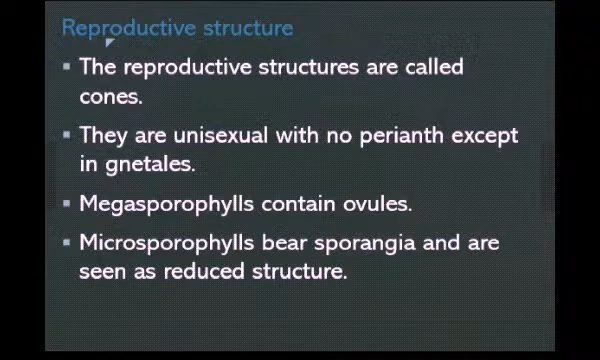 Reproductive structure
▪ The reproductive structures are called
cones.
▪ They are unisexual with no perianth except
in gnetales.
▪ Megasporophylls contain ovules.
▪ Microsporophylls bear sporangia and are
seen as reduced structure.